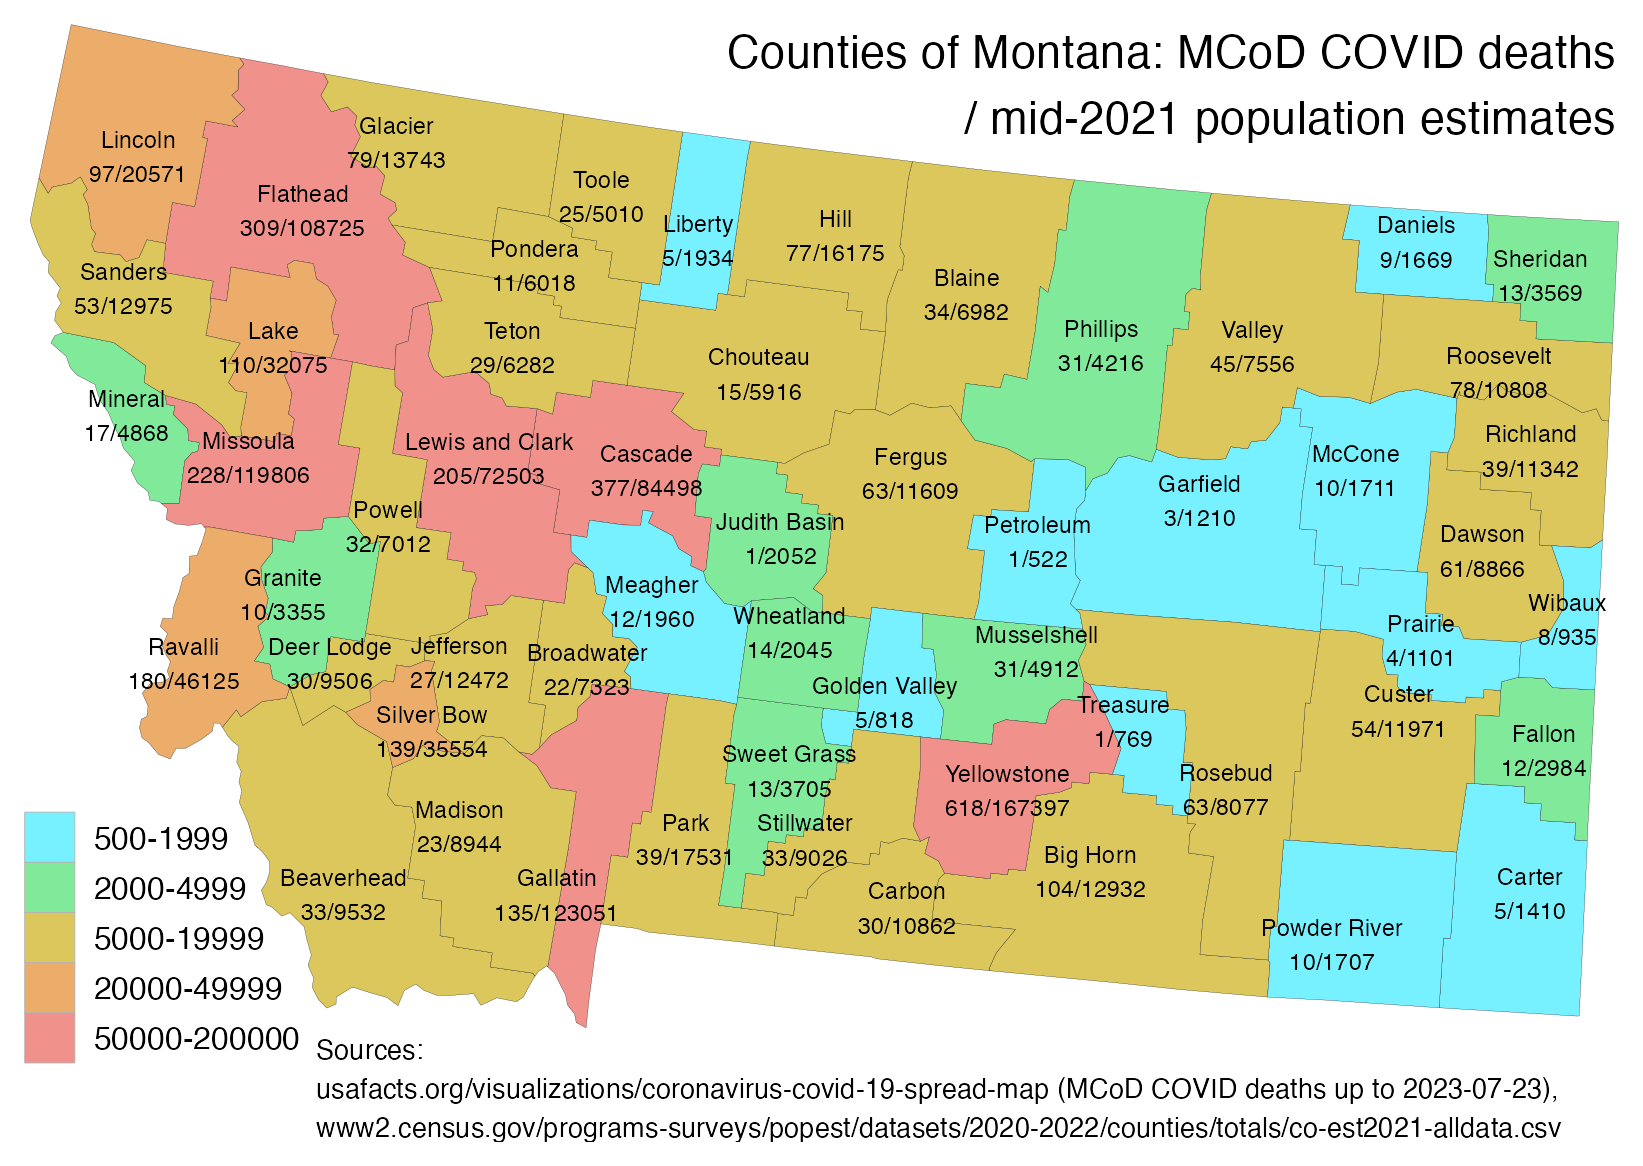 Counties of Montana: MCoD COVID deaths
/ mid-2021 population estimates
Lincoln
97/20571
Flathead
309/108725
Glacier
79/13743
Toole
25/5010
Liberty
5/1934
Hill
77/16175
Blaine
34/6982
Phillips
31/4216
Valley
45/7556
Daniels
9/1669
Sheridan
13/3569
Roosevelt
78/10808
Sanders
53/12975
Lake
110/32075
Pondera
11/6018
Teton
29/6282
Chouteau
15/5916
Mineral
17/4868
Missoula
228/119806
Lewis and Clark
205/72503
Cascade
377/84498
Fergus
63/11609
Judith Basin
1/2052
Petroleum
1/522
Garfield
3/1210
McCone
10/1711
Richland
39/11342
Dawson
61/8866
Wibaux
8/935
Prairie
4/1101
Powell
32/7012
Granite
10/3355
Ravalli
180/46125
Deer Lodge
30/9506
Jefferson
27/12472
Broadwater
22/7323
Meagher
12/1960
Wheatland
14/2045
Golden Valley
5/818
Musselshell
31/4912
Treasure
1/769
Custer
54/11971
Fallon
12/2984
Silver Bow
139/35554
Sweet Grass
13/3705
Yellowstone
618/167397
Rosebud
63/8077
Madison
23/8944
Park
39/17531
Stillwater
33/9026
Big Horn
104/12932
Beaverhead
33/9532
Gallatin
135/123051
Carbon
30/10862
Powder River
10/1707
Carter
5/1410
500-1999
2000-4999
5000-19999
20000-49999
50000-200000
Sources:
usafacts.org/visualizations/coronavirus-covid-19-spread-map (MCoD COVID deaths up to 2023-07-23),
www2.census.gov/programs-surveys/popest/datasets/2020-2022/counties/totals/co-est2021-alldata.csv